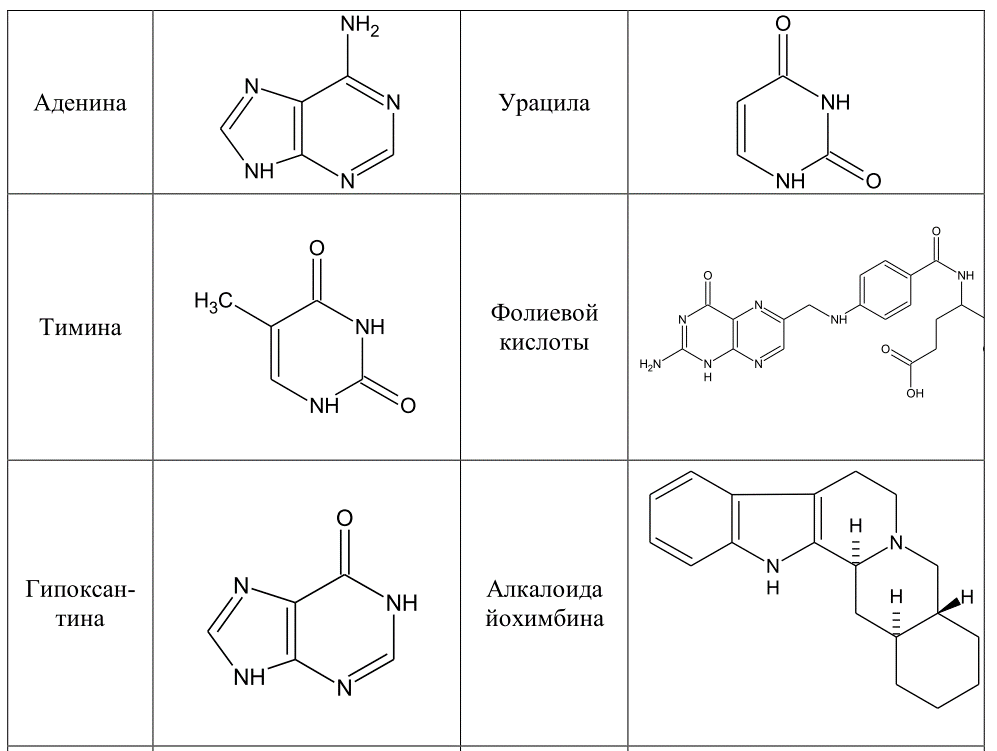 Аденина
NH2
N
N
NH
N
Урацила
O
NH
NH
O
Тимина
O
H3C
NH
NH
O
Фолиевой
кислоты
O
O
NH
N
N
NH
H2N
N
H
N
O
OH
Гипоксан-
тина
O
N
NH
NH
N
Алкалоида
йохимбина
H
N
N
H
H
H